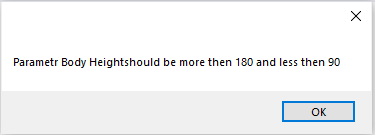 Parametr Body Heightshould be more then 180 and less then 90
OK